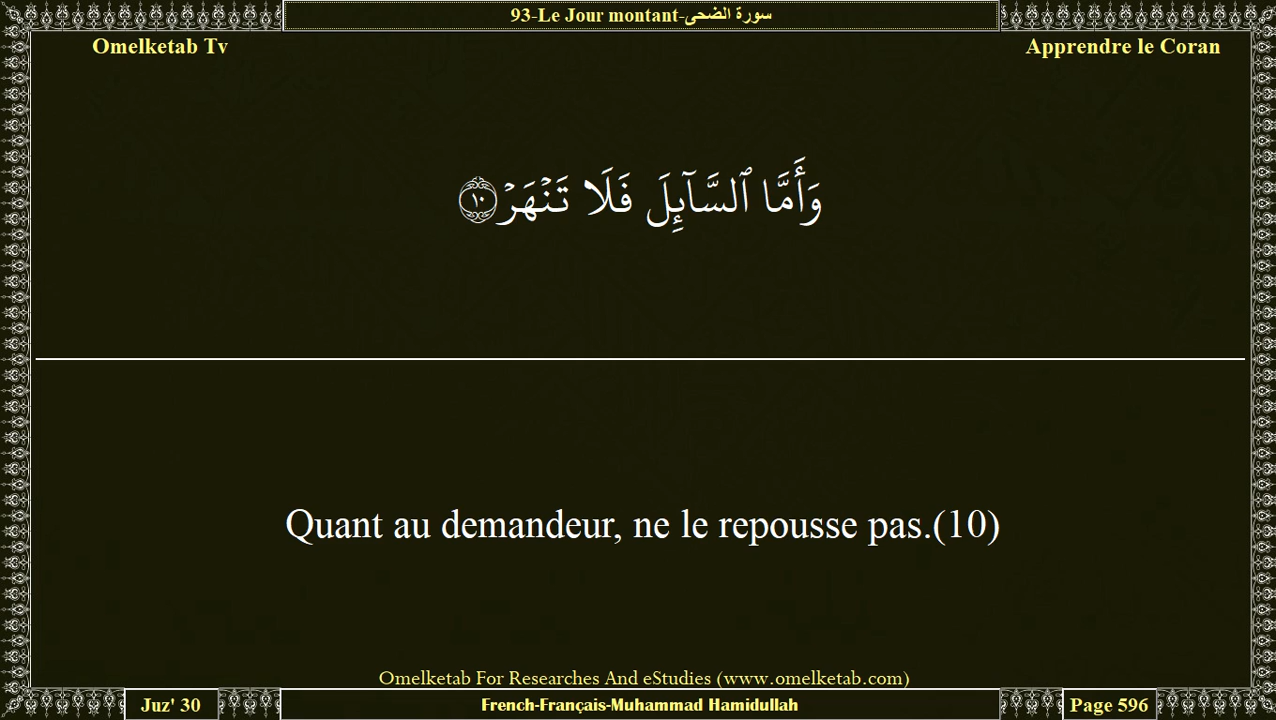 93-Le Jour montant-سورة الضحى
Omelketab Tv
Apprendre le Coran
وَأَمَّا ٱلسَّآئِلَ فَلَا تَنۡهَرۡ ١٠
Quant au demandeur, ne le repousse pas.(10)
Omelketab For Researches And eStudies (www.omelketab.com)
Juz' 30
French-Français-Muhammad Hamidullah
Page 596